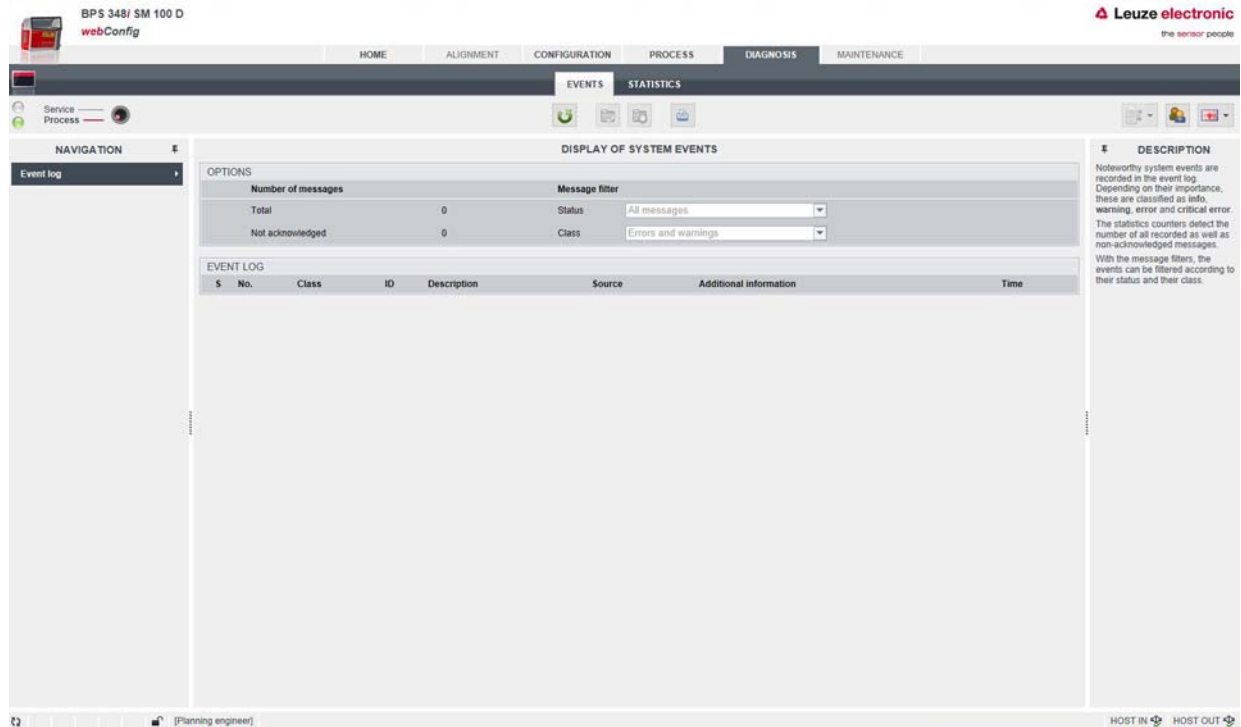 BPS 348i SM 100 D
webConfig
Leuze electronic
the sensor people
HOME ALIGNMENT CONFIGURATION PROCESS DIAGNOSIS MAINTENANCE
EVENTS STATISTICS
Service
Process
NAVIGATION
Event log
DISPLAY OF SYSTEM EVENTS
OPTIONS
Number of messages Message filter
Total 0 Status All messages
Not acknowledged 0 Class Errors and warnings
EVENT LOG
S No. Class ID Description Source Additional information Time
DESCRIPTION
Noteworthy system events are
recorded in the event log.
Depending on their importance,
these are classified as info,
warning, error and critical error.
The statistics counters detect the
number of all recorded as well as
non-acknowledged messages.
With the message filters, the
events can be filtered according to
their status and their class.
[Planning engineer]
HOST IN HOST OUT